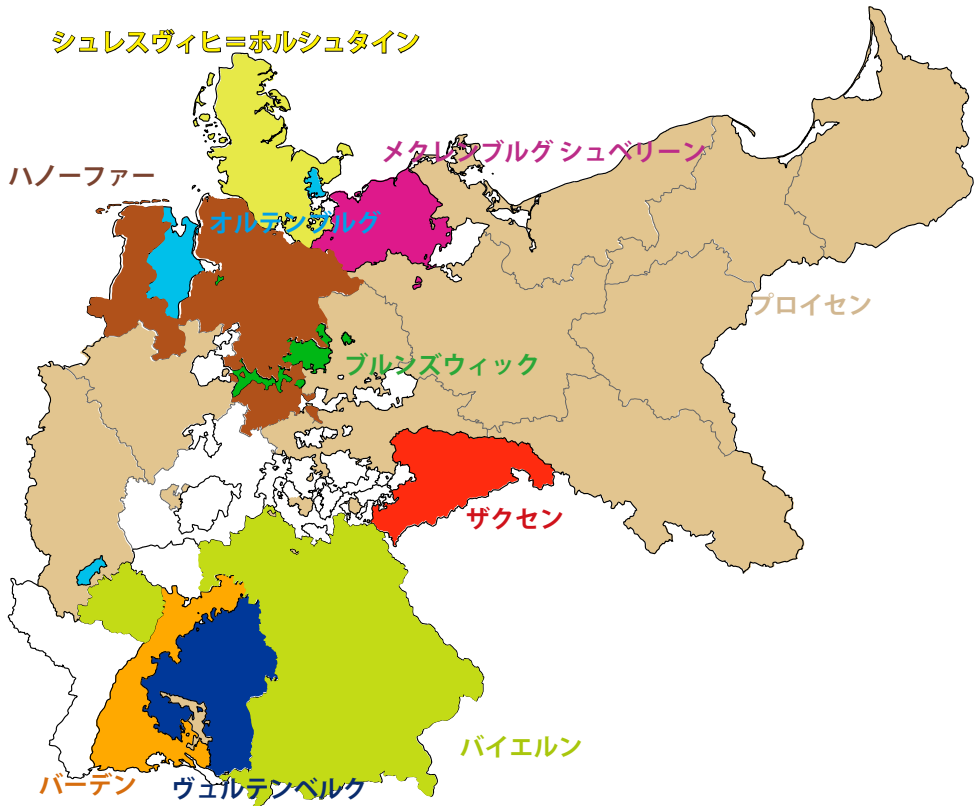 シュレスヴィヒ＝ホルシュタイン
メクレンブルグ シュベリーン
ハノーファー
オルテンブルグ
プロイセン
ブルンズウィック
ザクセン
バイエルン
バーデン
ヴュルテンベルク